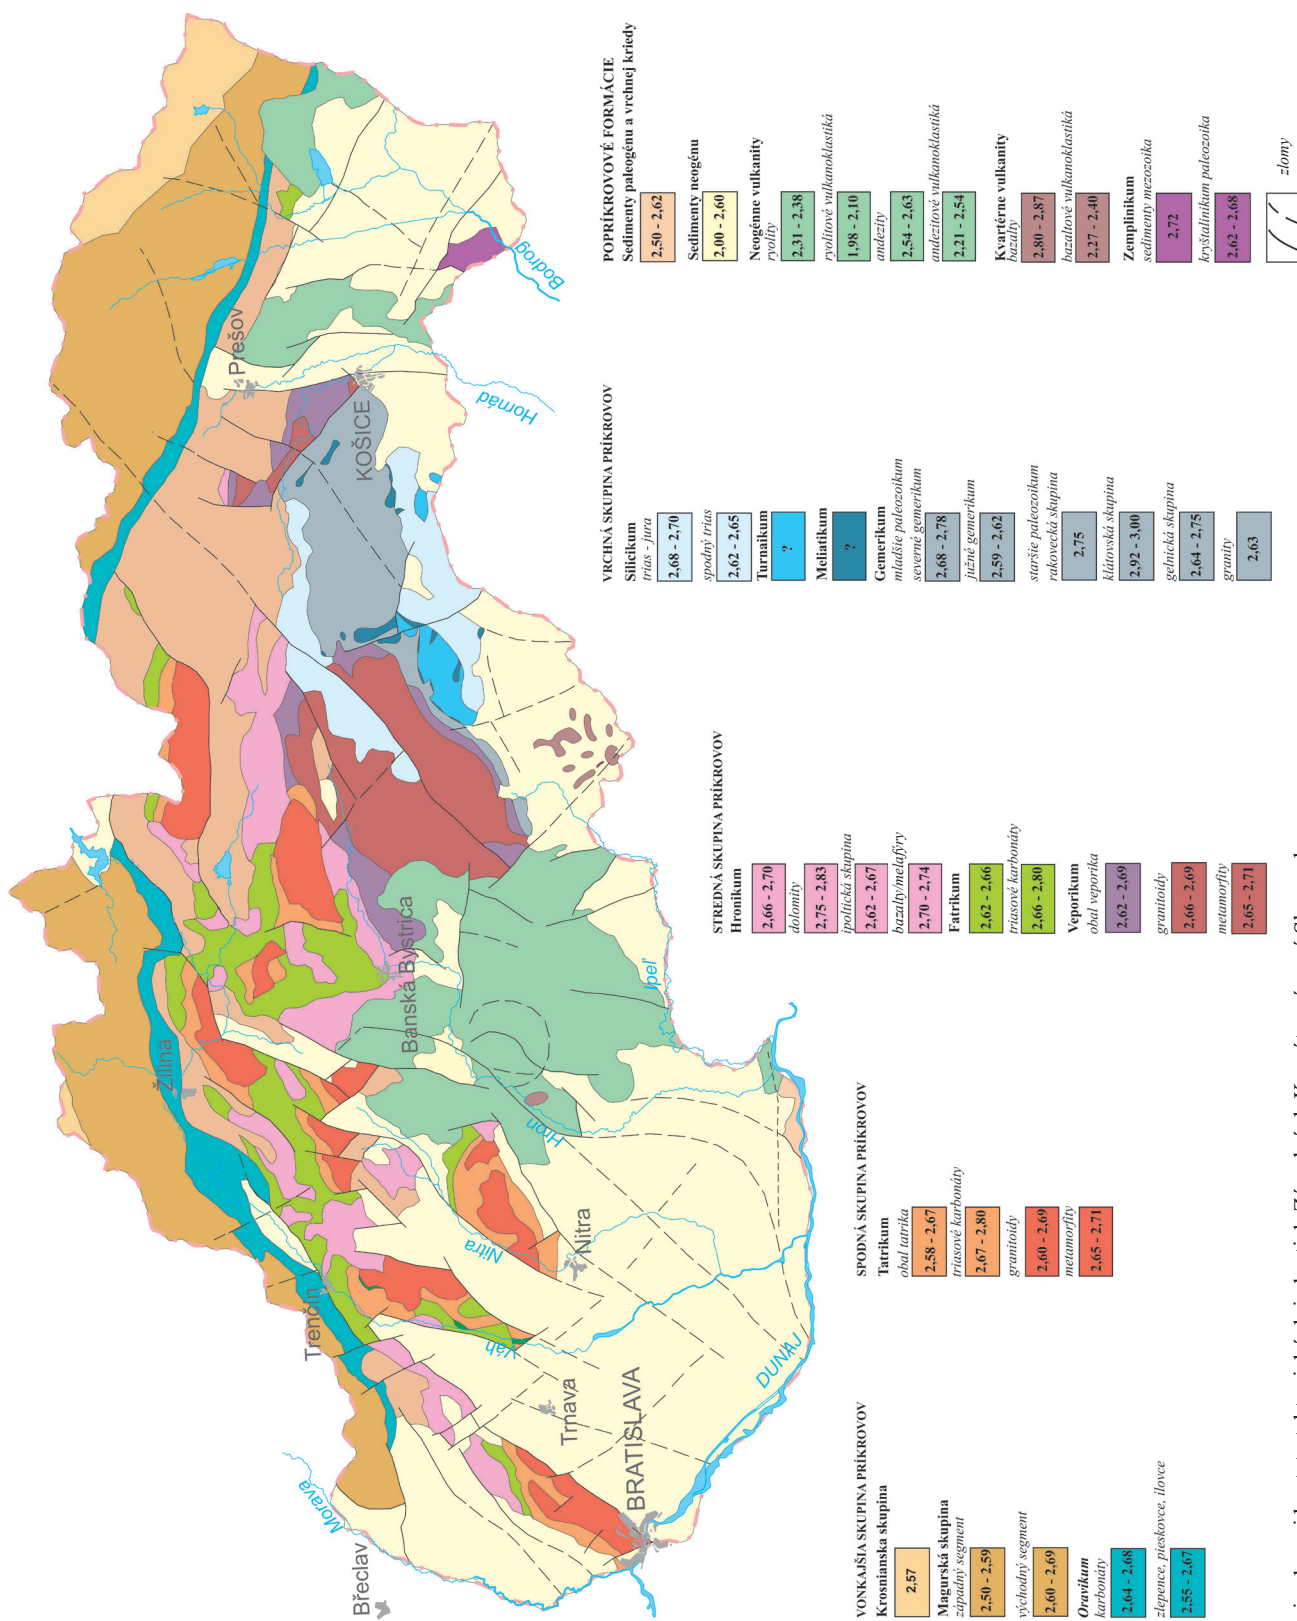 Břeclav
Morava
BRATISLAVA
Trnava
DUNAJ
Trenčín
Váh
Nitra
Nitra
Žilina
Hron
Banská Bystrica
Ipeľ
KOŠICE
Prešov
Hornád
Bodrog
VONKAJŠIA SKUPINA PRÍKROVOV
Krosnianska skupina
2,57
Magurská skupina
západný segment
2,50 - 2,59
východný segment
2,60 - 2,69
Oravikum
karbonáty
2,64 - 2,68
zlepence, pieskovce, ílovce
2,55 - 2,67
SPODNÁ SKUPINA PRÍKROVOV
Tatrikum
obal tatrika
2,58 - 2,67
triasové karbonáty
2,67 - 2,80
granitoidy
2,60 - 2,69
metamorfity
2,65 - 2,71
STREDNÁ SKUPINA PRÍKROVOV
Hronikum
2,66 - 2,70
dolomity
2,75 - 2,83
ipoltická skupina
2,62 - 2,67
bazalty/melafýry
2,70 - 2,74
Fatrikum
2,62 - 2,66
triasové karbonáty
2,66 - 2,80
Veporikum
obal veporika
2,62 - 2,69
granitoidy
2,66 - 2,69
metamorfity
2,65 - 2,71
VRCHNÁ SKUPINA PRÍKROVOV
Silicikum
trias - jura
2,68 - 2,70
spodný trias
2,62 - 2,65
Turnaikum
?
Meliatikum
?
Gemerikum
mladšie paleozoikum
severné gemerikum
2,68 - 2,78
južné gemerikum
2,59 - 2,62
staršie paleozoikum
rakovecká skupina
2,75
klátovská skupina
2,92 - 3,00
gelnická skupina
2,64 - 2,75
granity
2,63
POPRÍKROVOVÉ FORMÁCIE
Sedimenty paleogénu a vrchnej kriedy
2,50 - 2,62
Sedimenty neogénu
2,00 - 2,60
Neogénne vulkanity
ryolity
2,31 - 2,38
ryolitové vulkanoklastiká
1,98 - 2,10
andezity
2,54 - 2,63
andezitové vulkanoklastiká
2,21 - 2,54
Kvartérne vulkanity
bazalty
2,80 - 2,87
bazaltové vulkanoklastiká
2,27 - 2,40
Zemplinikum
sedimenty mezozoika
2,72
kryštalinikum paleozoika
2,62 - 2,68
zlomy